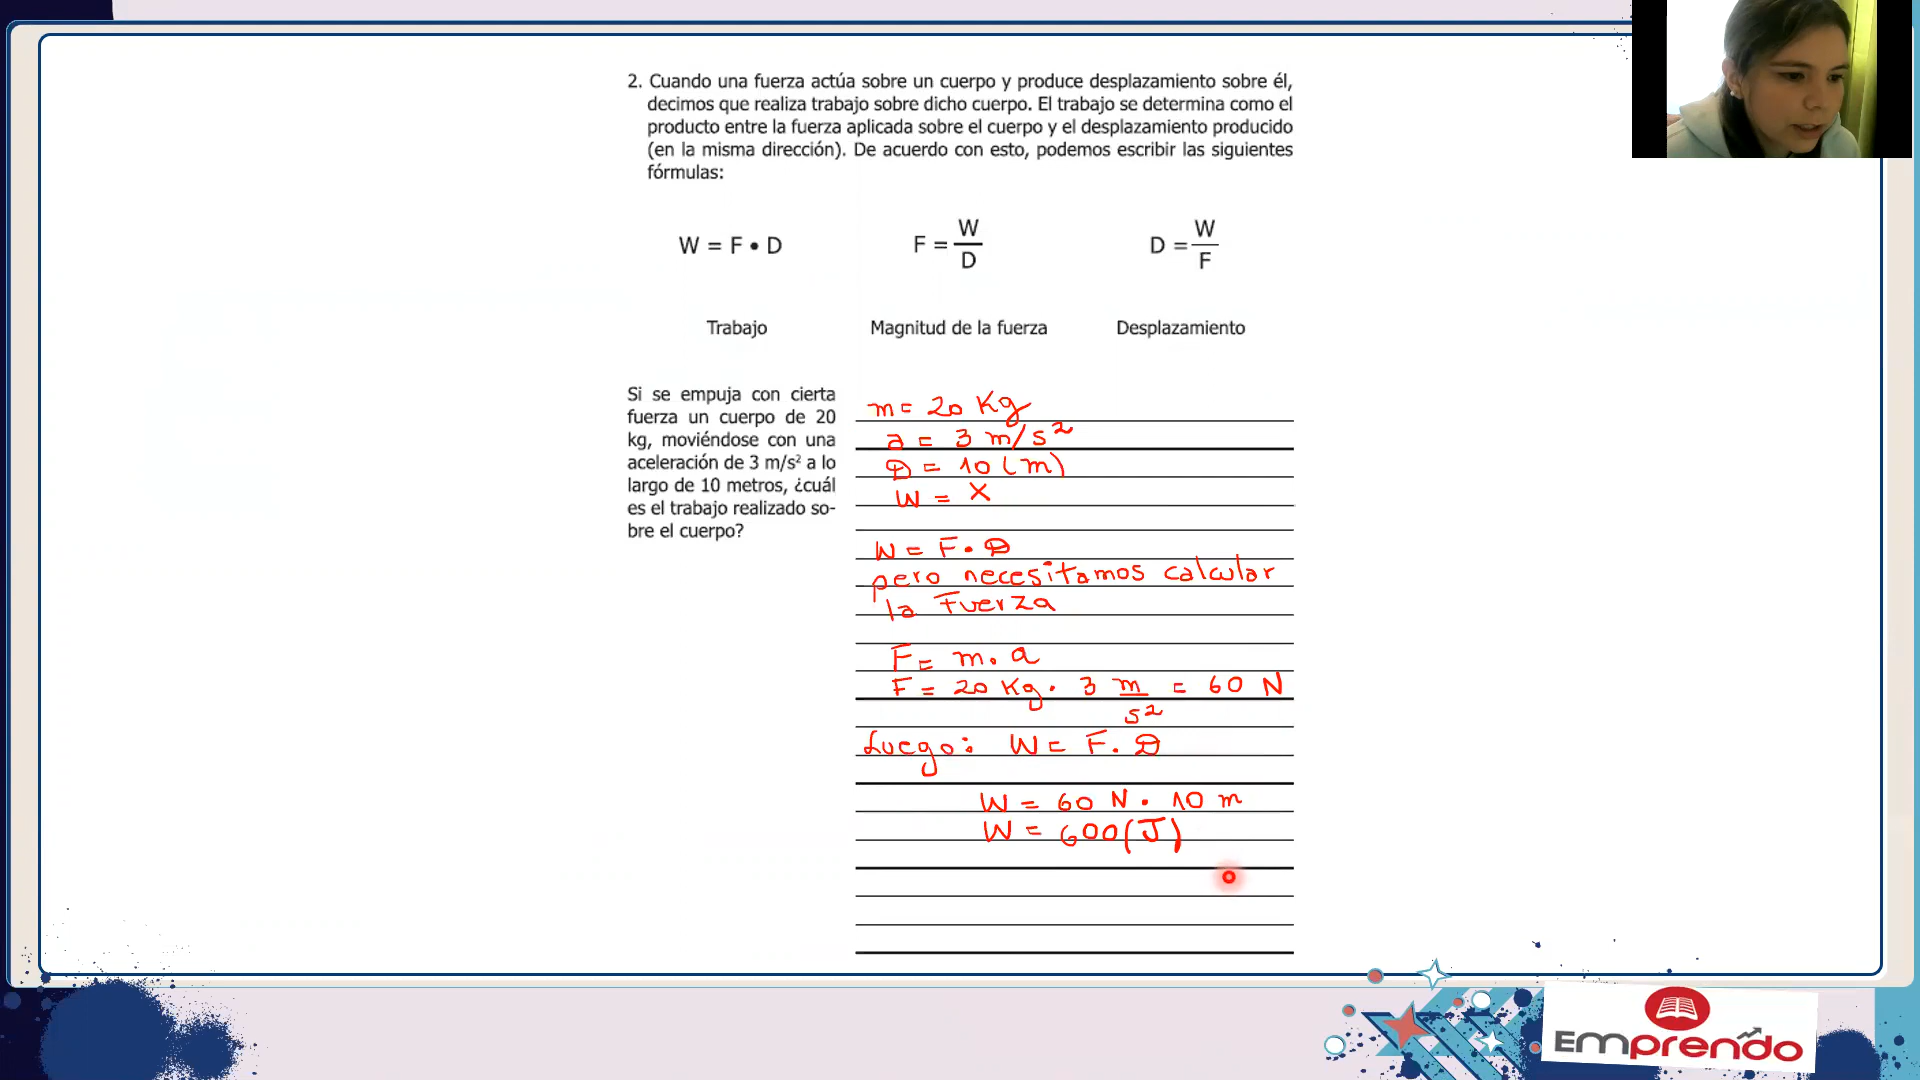 2. Cuando una fuerza actúa sobre un cuerpo y produce desplazamiento sobre él,
decimos que realiza trabajo sobre dicho cuerpo. El trabajo se determina como el
producto entre la fuerza aplicada sobre el cuerpo y el desplazamiento producido
(en la misma dirección). De acuerdo con esto, podemos escribir las siguientes
fórmulas:
W = F • D
F = W/D
D = W/F
Trabajo
Magnitud de la fuerza
Desplazamiento
Si se empuja con cierta
fuerza un cuerpo de 20
kg, moviéndose con una
aceleración de 3 m/s² a lo
largo de 10 metros, ¿cuál
es el trabajo realizado so-
bre el cuerpo?
m = 20 Kg
a = 3 m/s²
D = 10 (m)
W = X
W = F • D
pero necesitamos calcular
la Fuerza
F = m • a
F = 20 Kg • 3 m/s² = 60 N
Luego: W = F • D
W = 60 N • 10 m
W = 600 (J)
Emprendo